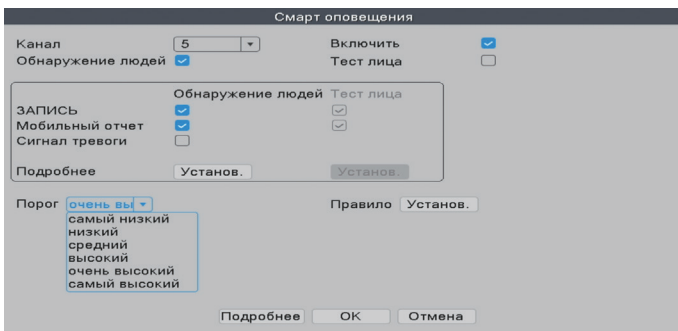 Смарт оповещения
Канал 5 Включить
Обнаружение людей Тест лица
Обнаружение людей Тест лица
ЗАПИСЬ
Мобильный отчет
Сигнал тревоги
Подробнее Установ. Установ.
Порог очень вы Правило Установ.
самый низкий
низкий
средний
высокий
очень высокий
самый высокий
Подробнее OK Отмена